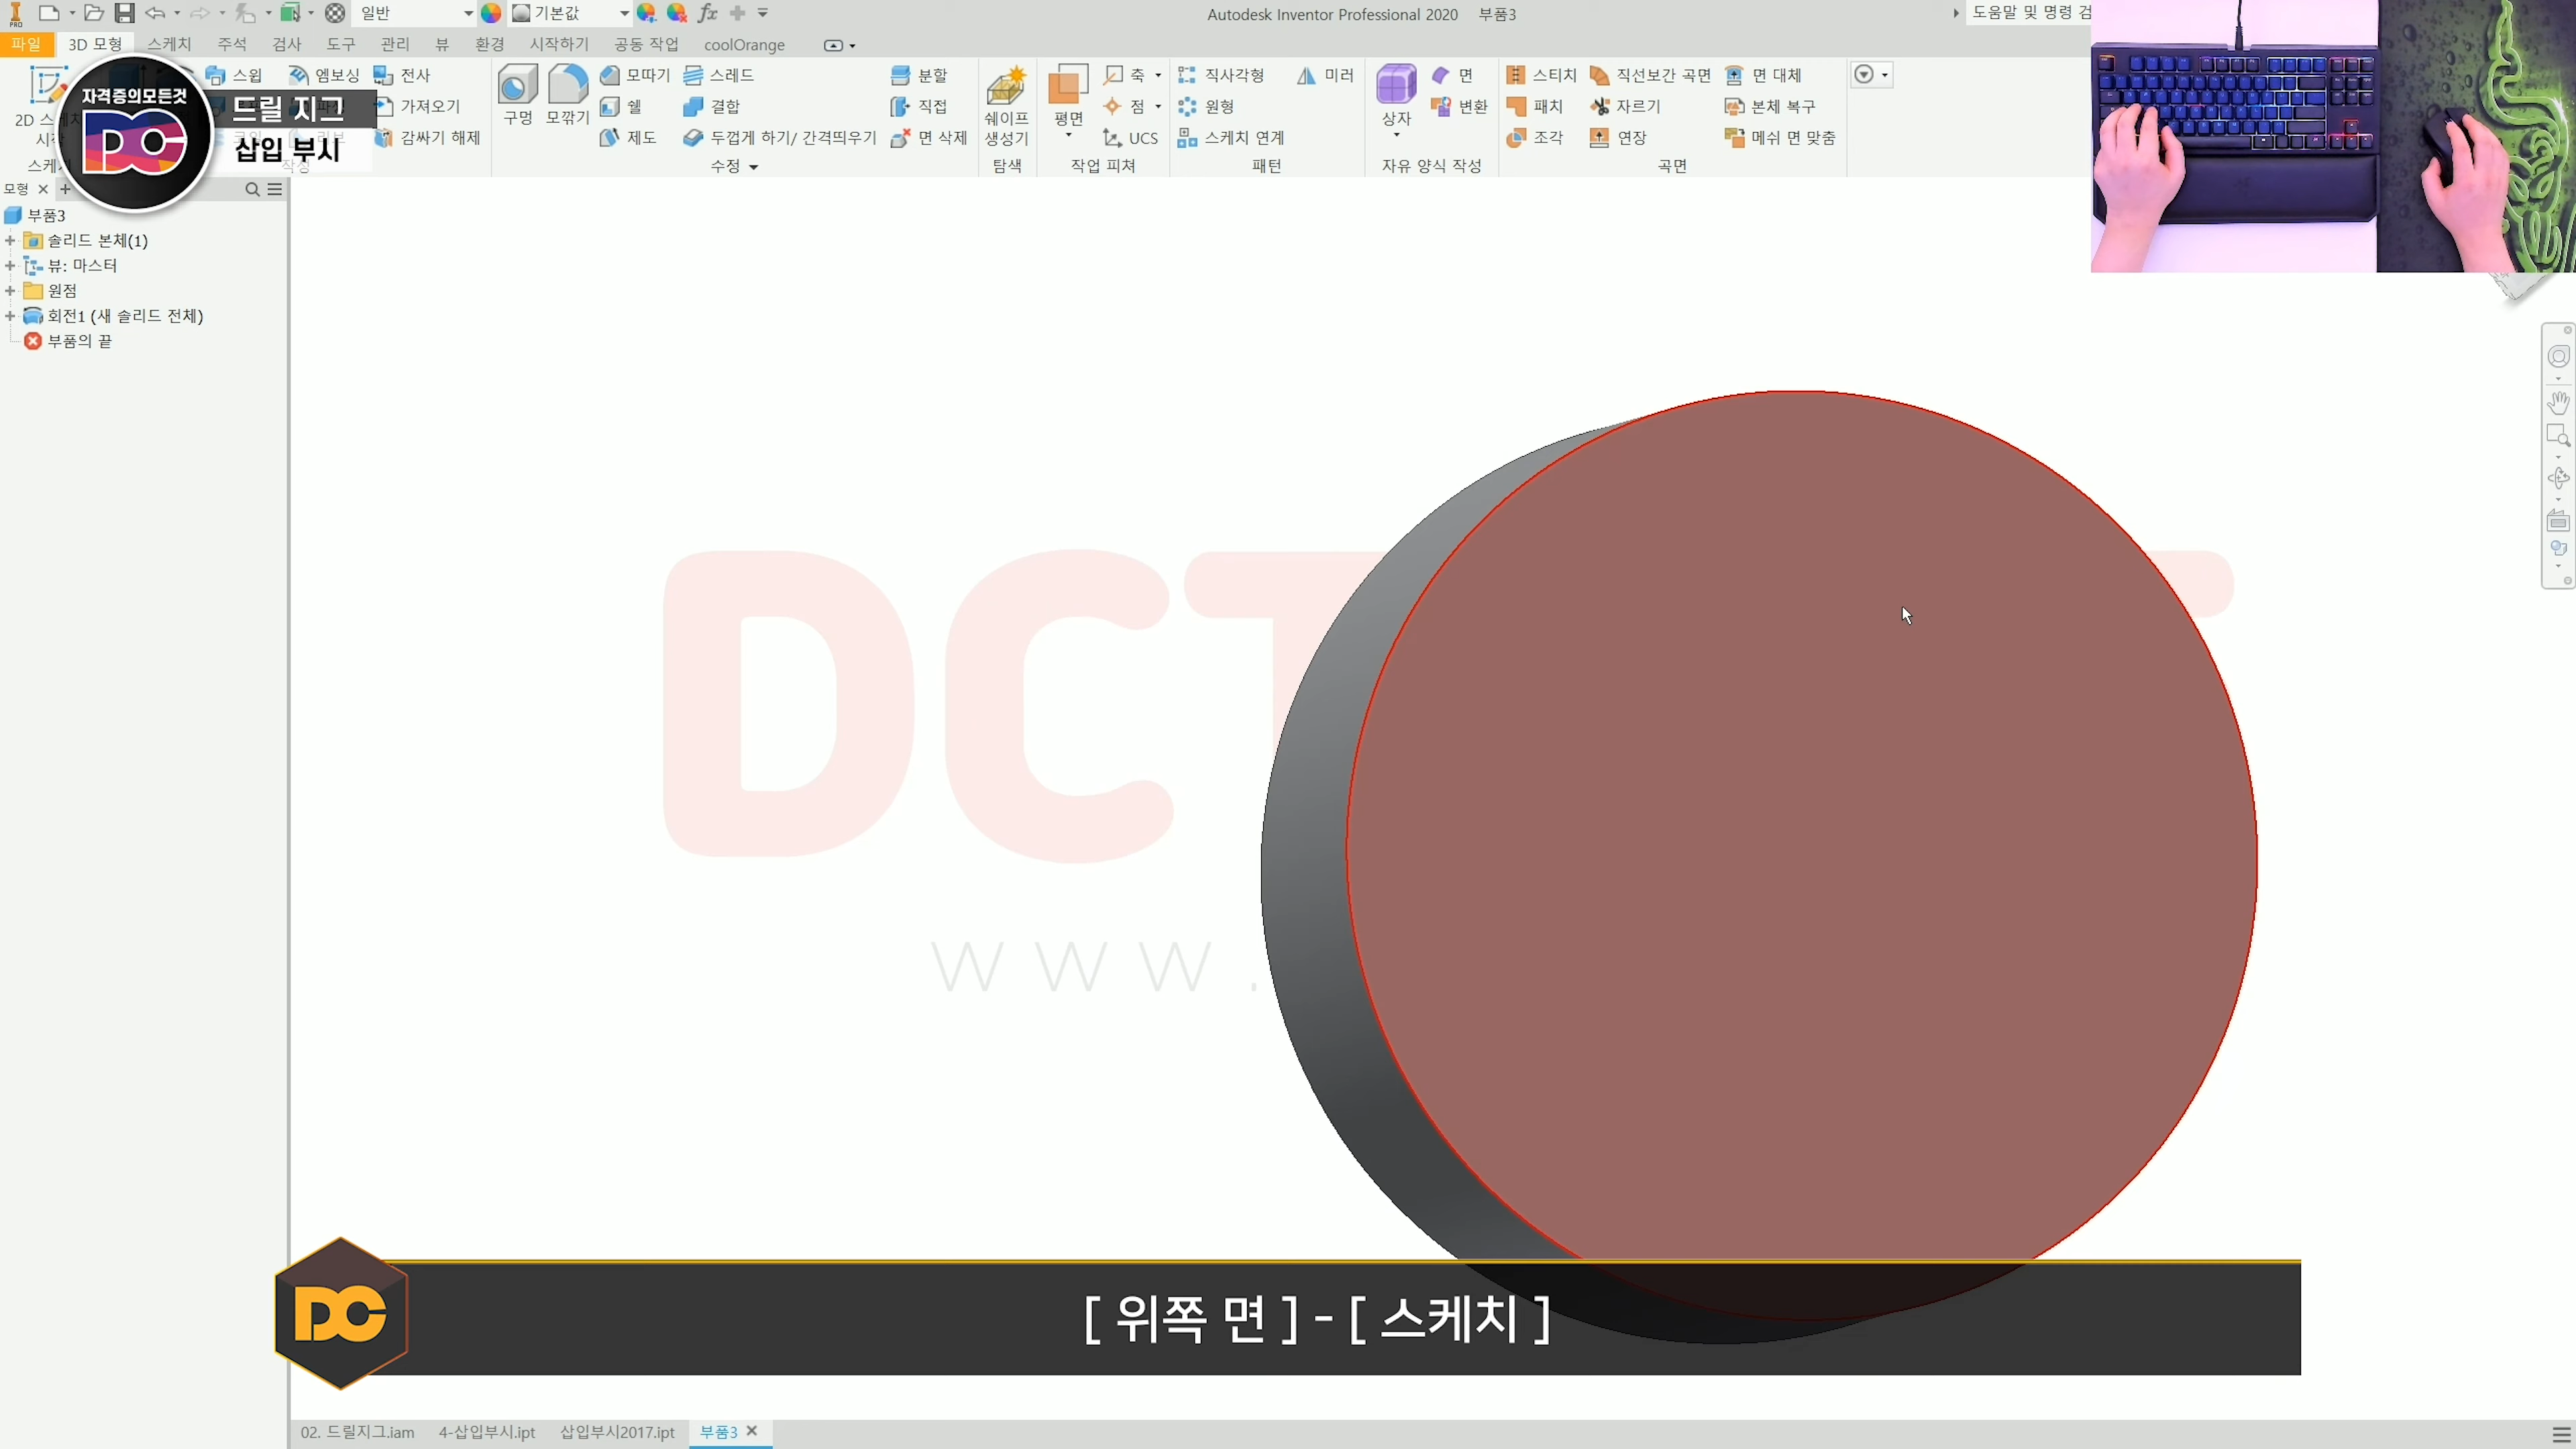 일반
기본값
Autodesk Inventor Professional 2020 부품3
도움말 및 명령 검
파일 3D 모형 스케치 주석 검사 도구 관리 뷰 환경 시작하기 공동 작업 coolOrange
자격증의모든것
DC
드릴 지그
삽입 부시
2D 스
스윕 엠보싱 전사
가져오기
감싸기 해제
구멍 모깎기
모따기 스레드 분할
쉘 결합 직접
제도 두껍게 하기/ 간격띄우기 면 삭제
수정
쉐이프
생성기
탐색
평면
축
점
UCS
작업 피쳐
직사각형 미러
원형
스케치 연계
패턴
상자
면
변환
자유 양식 작성
스티치 직선보간 곡면 면 대체
패치 자르기 본체 복구
조각 연장 메쉬 면 맞춤
곡면
모형
부품3
솔리드 본체(1)
뷰: 마스터
원점
회전1 (새 솔리드 전체)
부품의 끝
DCT
www.
DC
[ 위쪽 면 ] - [ 스케치 ]
02. 드릴지그.iam 4-삽입부시.ipt 삽입부시2017.ipt 부품3